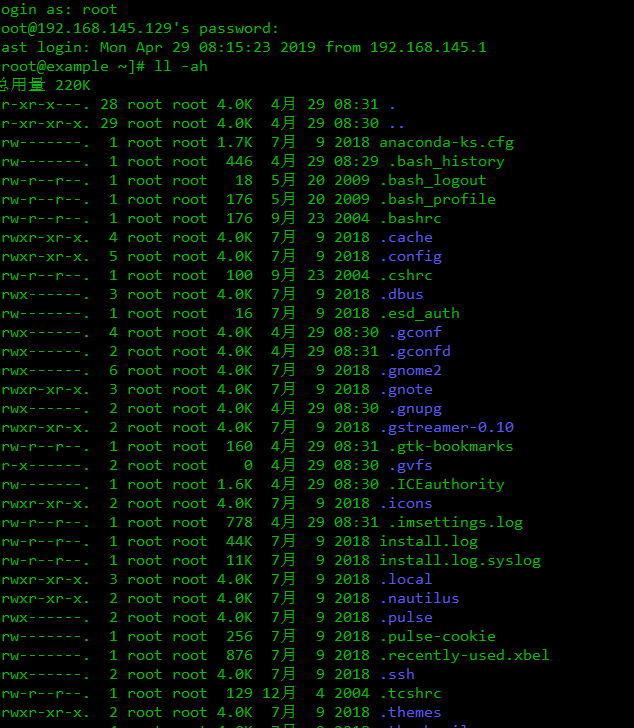 ogin as: root
oot@192.168.145.129's password:
ast login: Mon Apr 29 08:15:23 2019 from 192.168.145.1
root@example ~]# ll -ah
总用量 220K
r-xr-x---. 28 root root 4.0K 4月 29 08:31 .
r-xr-xr-x. 29 root root 4.0K 4月 29 08:30 ..
rw-------. 1 root root 1.7K 7月 9 2018 anaconda-ks.cfg
rw-------. 1 root root 446 4月 29 08:29 .bash_history
rw-r--r--. 1 root root 18 5月 20 2009 .bash_logout
rw-r--r--. 1 root root 176 5月 20 2009 .bash_profile
rw-r--r--. 1 root root 176 9月 23 2004 .bashrc
rwxr-xr-x. 4 root root 4.0K 7月 9 2018 .cache
rwxr-xr-x. 5 root root 4.0K 7月 9 2018 .config
rw-r--r--. 1 root root 100 9月 23 2004 .cshrc
rwx------. 3 root root 4.0K 7月 9 2018 .dbus
rw-------. 1 root root 16 7月 9 2018 .esd_auth
rwx------. 4 root root 4.0K 4月 29 08:30 .gconf
rwx------. 2 root root 4.0K 4月 29 08:31 .gconfd
rwx------. 6 root root 4.0K 7月 9 2018 .gnome2
rwxr-xr-x. 3 root root 4.0K 7月 9 2018 .gnote
rwx------. 2 root root 4.0K 4月 29 08:30 .gnupg
rwxr-xr-x. 2 root root 4.0K 7月 9 2018 .gstreamer-0.10
rw-r--r--. 1 root root 160 4月 29 08:31 .gtk-bookmarks
r-x------. 2 root root 0 4月 29 08:30 .gvfs
rw-------. 1 root root 1.6K 4月 29 08:30 .ICEauthority
rwxr-xr-x. 2 root root 4.0K 7月 9 2018 .icons
rw-r--r--. 1 root root 778 4月 29 08:31 .imsettings.log
rw-r--r--. 1 root root 44K 7月 9 2018 install.log
rw-r--r--. 1 root root 11K 7月 9 2018 install.log.syslog
rwxr-xr-x. 3 root root 4.0K 7月 9 2018 .local
rwxr-xr-x. 2 root root 4.0K 7月 9 2018 .nautilus
rwx------. 2 root root 4.0K 7月 9 2018 .pulse
rw-------. 1 root root 256 7月 9 2018 .pulse-cookie
rw-------. 1 root root 876 7月 9 2018 .recently-used.xbel
rwx------. 2 root root 4.0K 7月 9 2018 .ssh
rw-r--r--. 1 root root 129 12月 4 2004 .tcshrc
rwxr-xr-x. 2 root root 4.0K 7月 9 2018 .themes